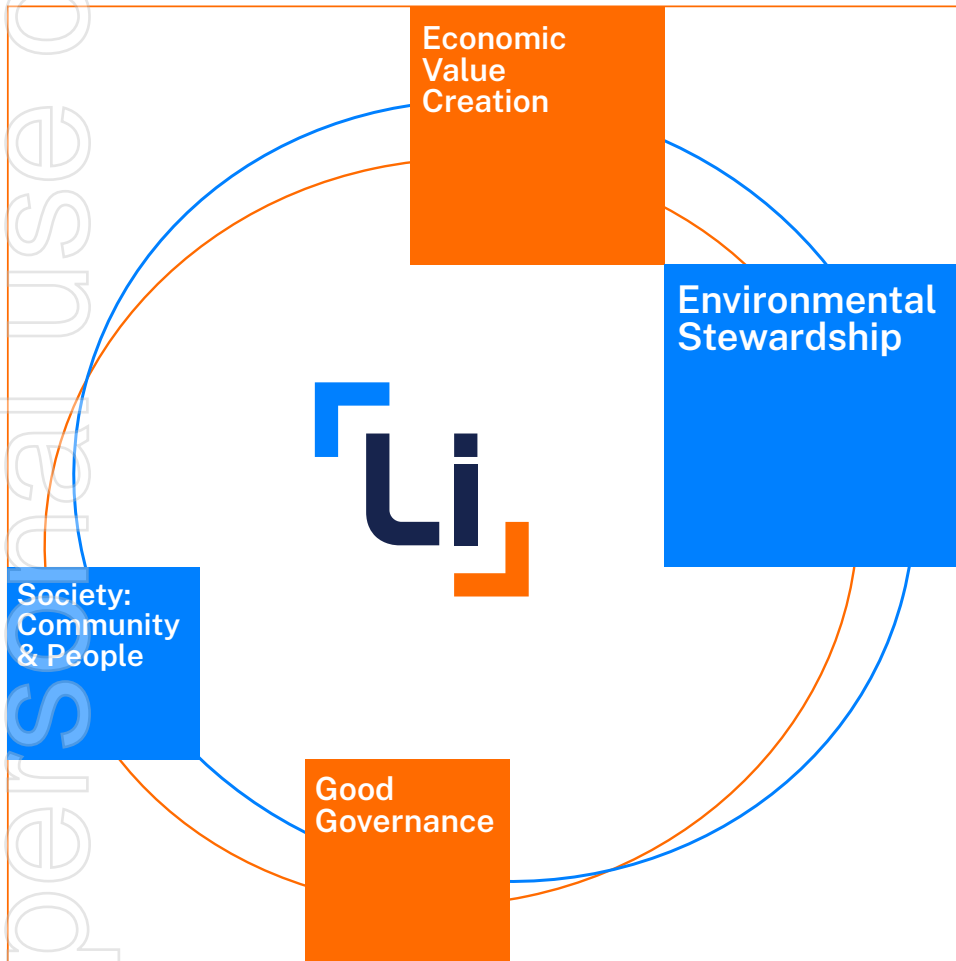 Economic
Value
Creation
Environmental
Stewardship
Li
Society:
Community
& People
Good
Governance
personal use